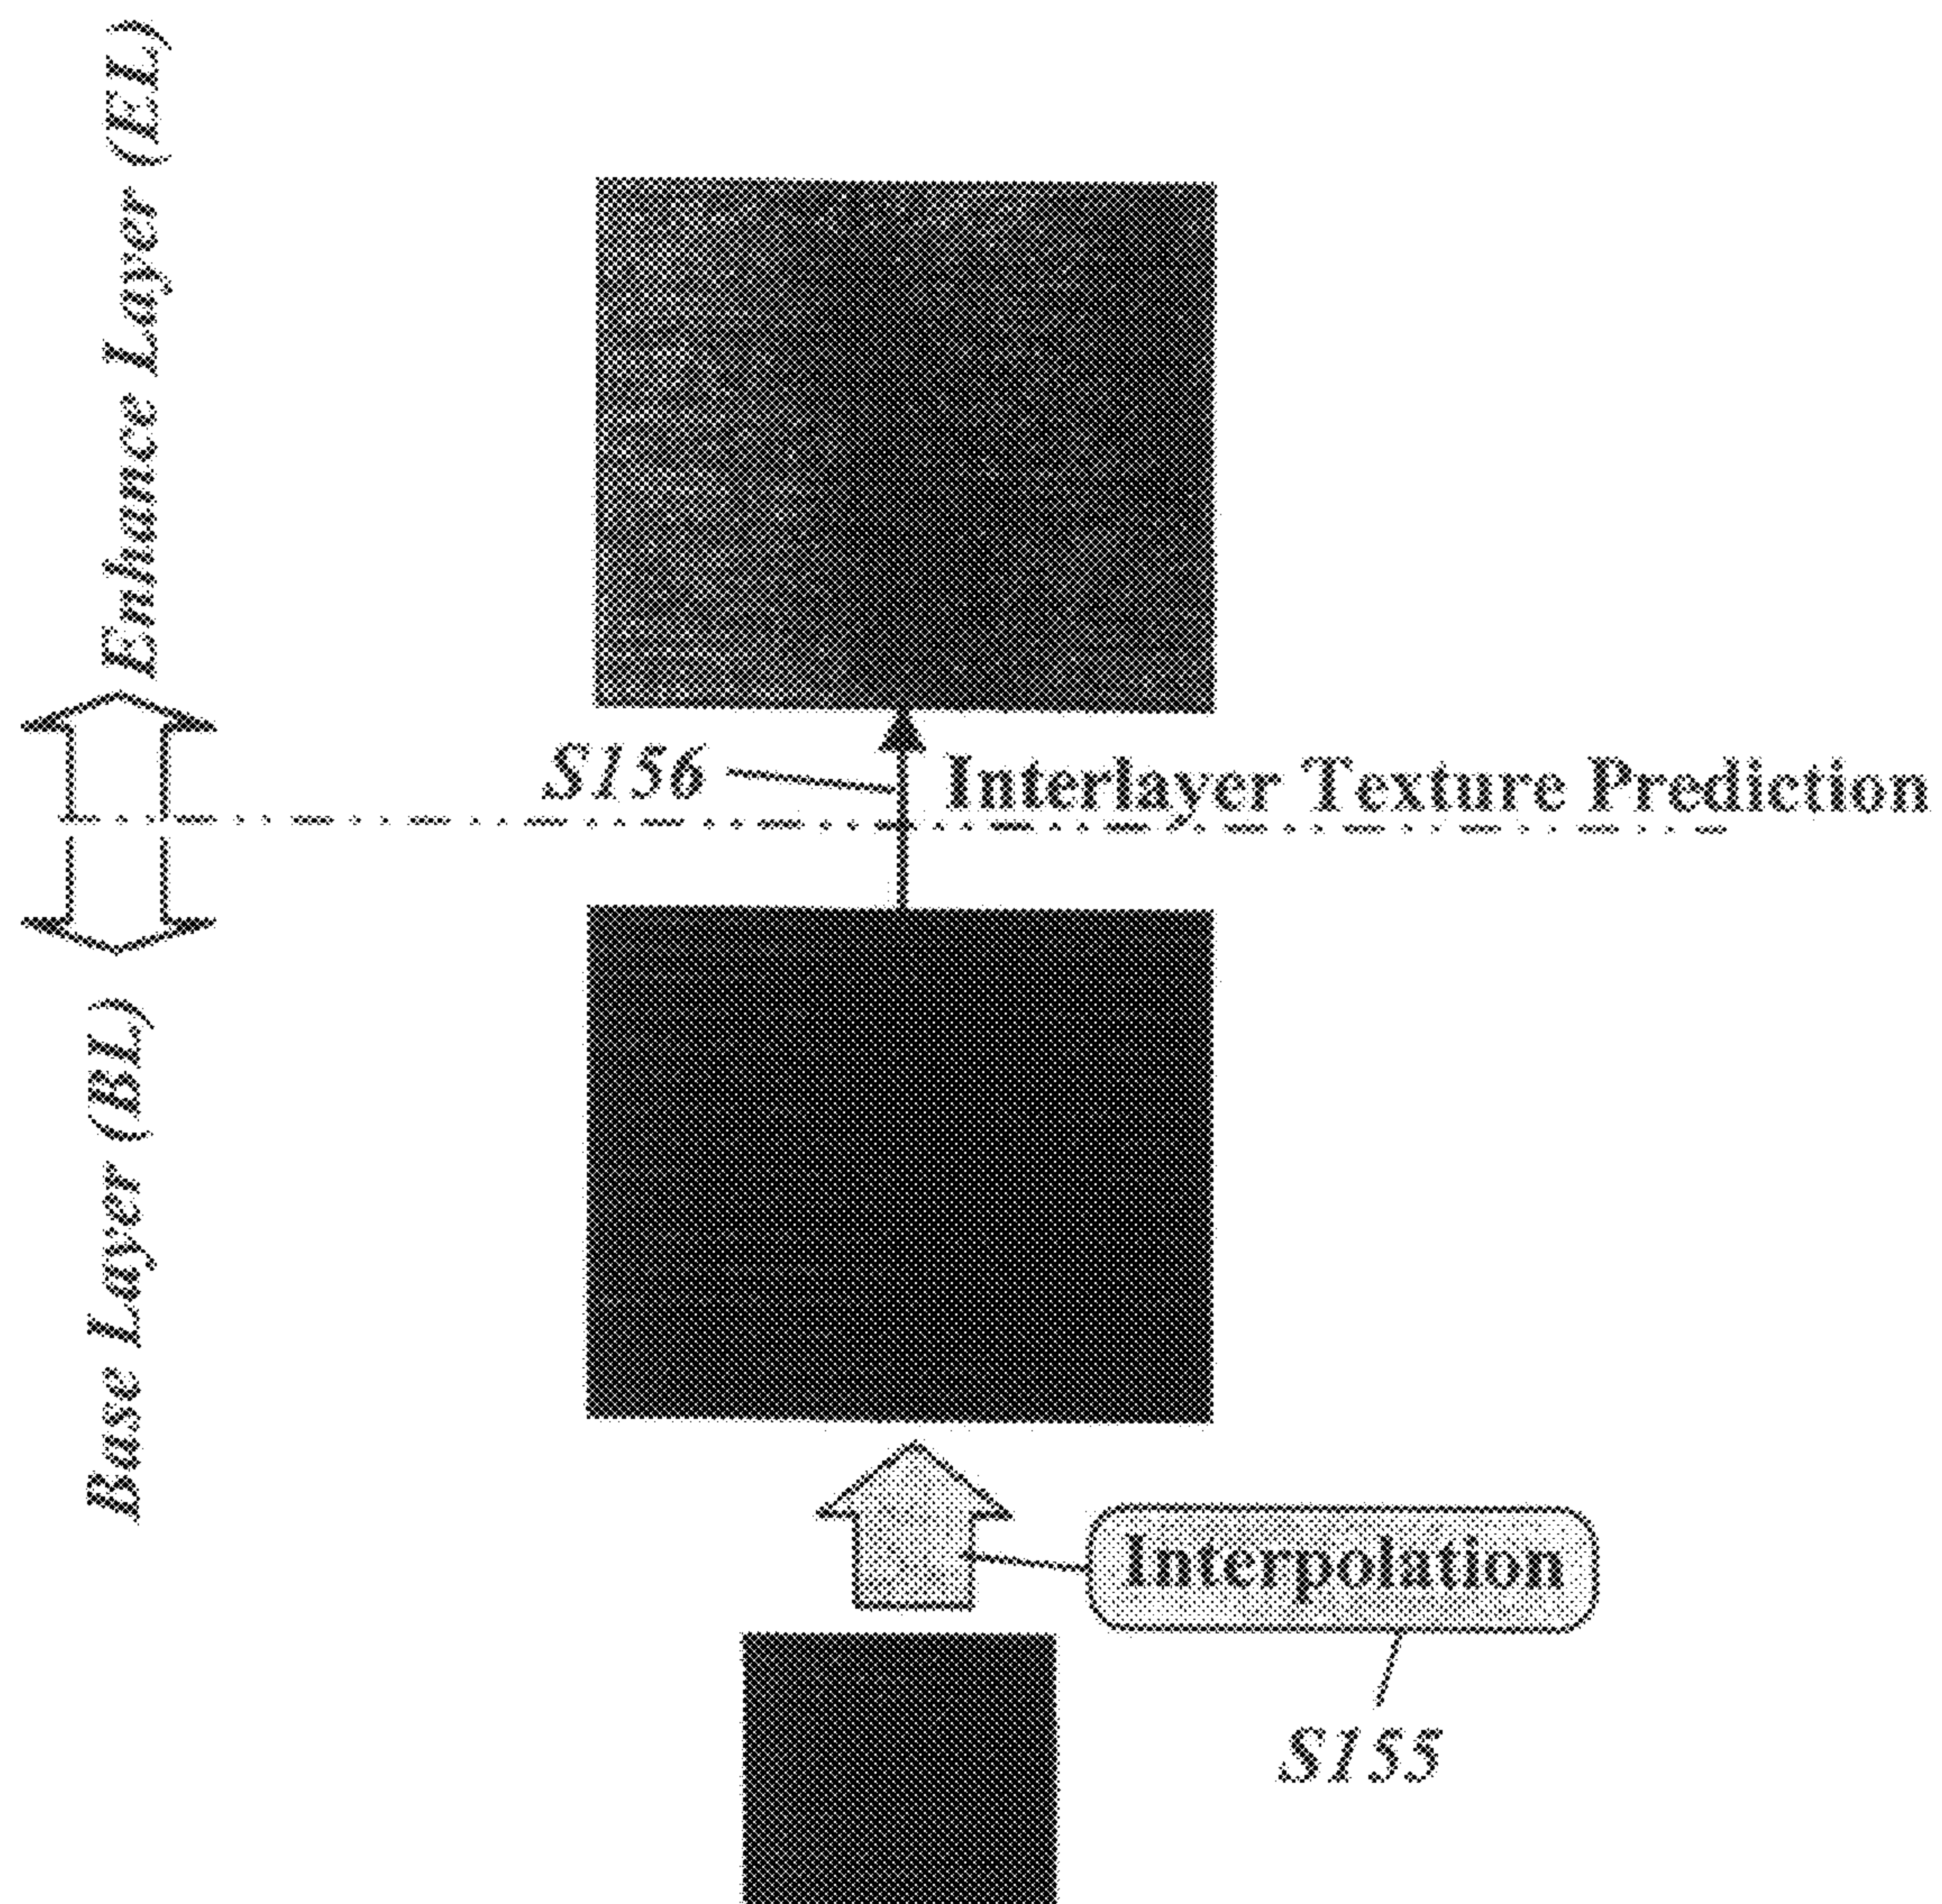 Enhance Layer (EL)
S156
Interlayer Texture Prediction
Base Layer (BL)
Interpolation
S155